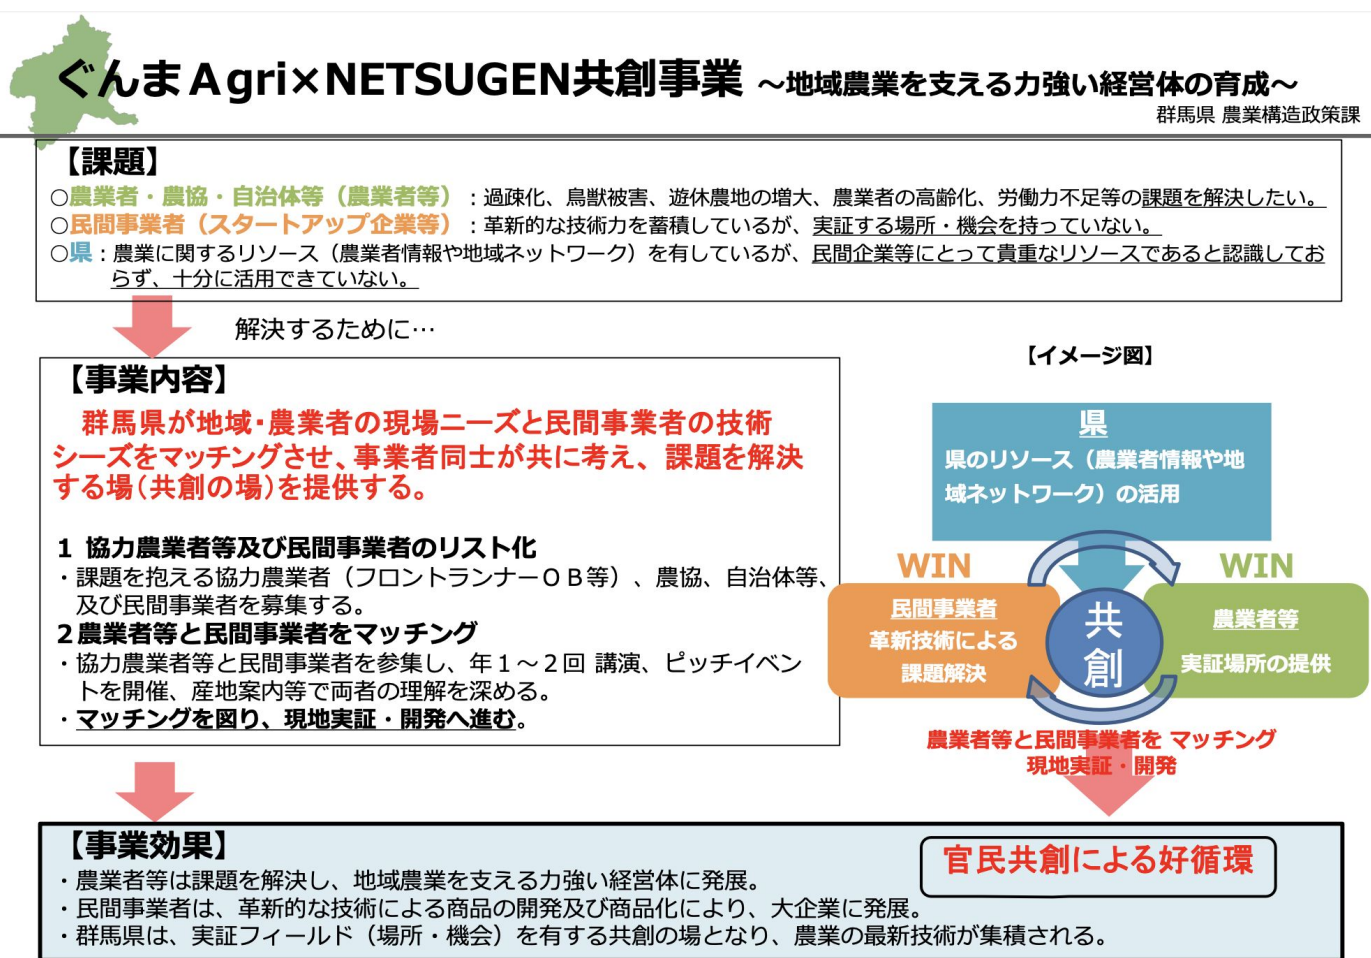 ぐんまAgri×NETSUGEN共創事業 ～地域農業を支える力強い経営体の育成～
群馬県 農業構造政策課
【課題】
○農業者・農協・自治体等（農業者等）：過疎化、鳥獣被害、遊休農地の増大、農業者の高齢化、労働力不足等の課題を解決したい。
○民間事業者（スタートアップ企業等）：革新的な技術力を蓄積しているが、実証する場所・機会を持っていない。
○県：農業に関するリソース（農業者情報や地域ネットワーク）を有しているが、民間企業等にとって貴重なリソースであると認識してお
らず、十分に活用できていない。
解決するために…
【事業内容】
群馬県が地域・農業者の現場ニーズと民間事業者の技術
シーズをマッチングさせ、事業者同士が共に考え、課題を解決
する場（共創の場）を提供する。
１ 協力農業者等及び民間事業者のリスト化
・課題を抱える協力農業者（フロントランナーＯＢ等）、農協、自治体等、
及び民間事業者を募集する。
２農業者等と民間事業者をマッチング
・協力農業者等と民間事業者を参集し、年１～２回 講演、ピッチイベン
トを開催、産地案内等で両者の理解を深める。
・マッチングを図り、現地実証・開発へ進む。
【イメージ図】
県
県のリソース（農業者情報や地
域ネットワーク）の活用
WIN
WIN
民間事業者
革新技術による
課題解決
共
創
農業者等
実証場所の提供
農業者等と民間事業者を マッチング
現地実証・開発
【事業効果】
官民共創による好循環
・農業者等は課題を解決し、地域農業を支える力強い経営体に発展。
・民間事業者は、革新的な技術による商品の開発及び商品化により、大企業に発展。
・群馬県は、実証フィールド（場所・機会）を有する共創の場となり、農業の最新技術が集積される。